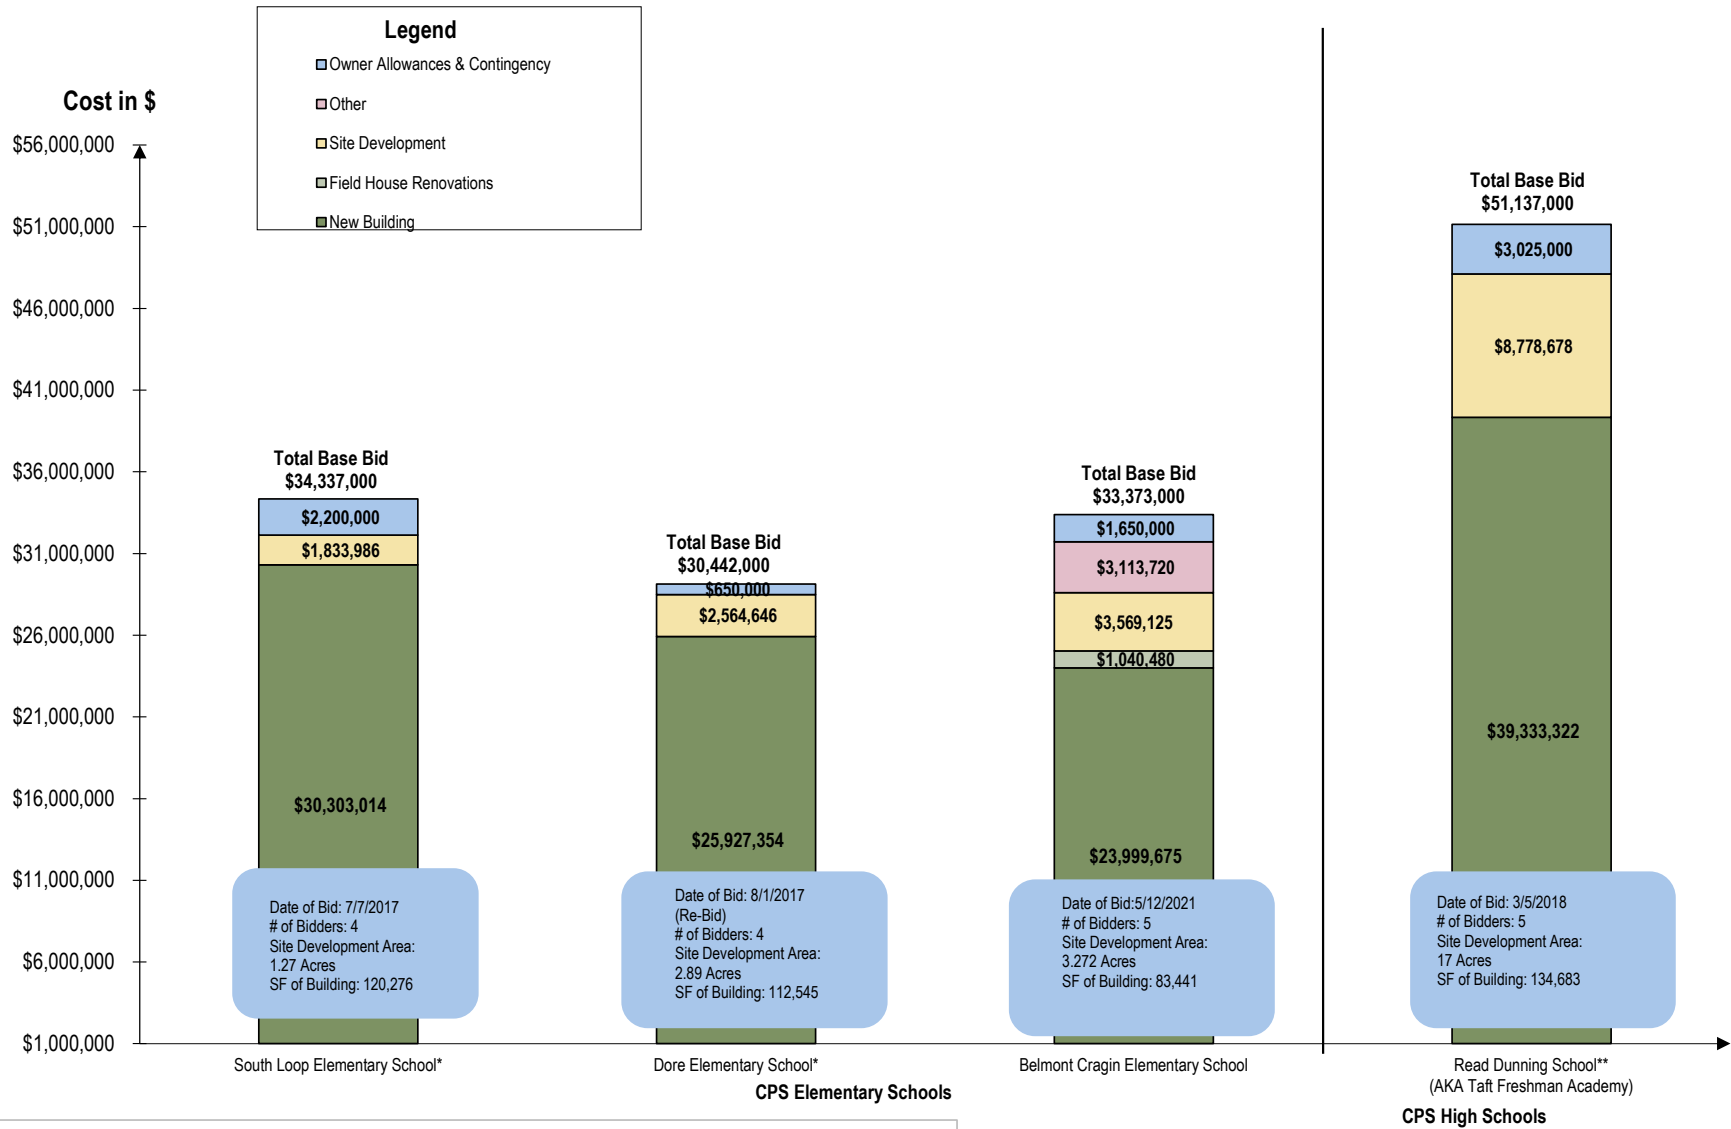 Legend
Owner Allowances & Contingency
Other
Site Development
Field House Renovations
New Building
Cost in $
$56,000,000
$51,000,000
$46,000,000
$41,000,000
$36,000,000
$31,000,000
$26,000,000
$21,000,000
$16,000,000
$11,000,000
$6,000,000
$1,000,000
Total Base Bid
$34,337,000
$2,200,000
$1,833,986
$30,303,014
Date of Bid: 7/7/2017
# of Bidders: 4
Site Development Area:
1.27 Acres
SF of Building: 120,276
South Loop Elementary School*
Total Base Bid
$30,442,000
$650,000
$2,564,646
$25,927,354
Date of Bid: 8/1/2017
(Re-Bid)
# of Bidders: 4
Site Development Area:
2.89 Acres
SF of Building: 112,545
Dore Elementary School*
Total Base Bid
$33,373,000
$1,650,000
$3,113,720
$3,569,125
$1,040,480
$23,999,675
Date of Bid:5/12/2021
# of Bidders: 5
Site Development Area:
3.272 Acres
SF of Building: 83,441
Belmont Cragin Elementary School
CPS Elementary Schools
Total Base Bid
$51,137,000
$3,025,000
$8,778,678
$39,333,322
Date of Bid: 3/5/2018
# of Bidders: 5
Site Development Area:
17 Acres
SF of Building: 134,683
Read Dunning School**
(AKA Taft Freshman Academy)
CPS High Schools